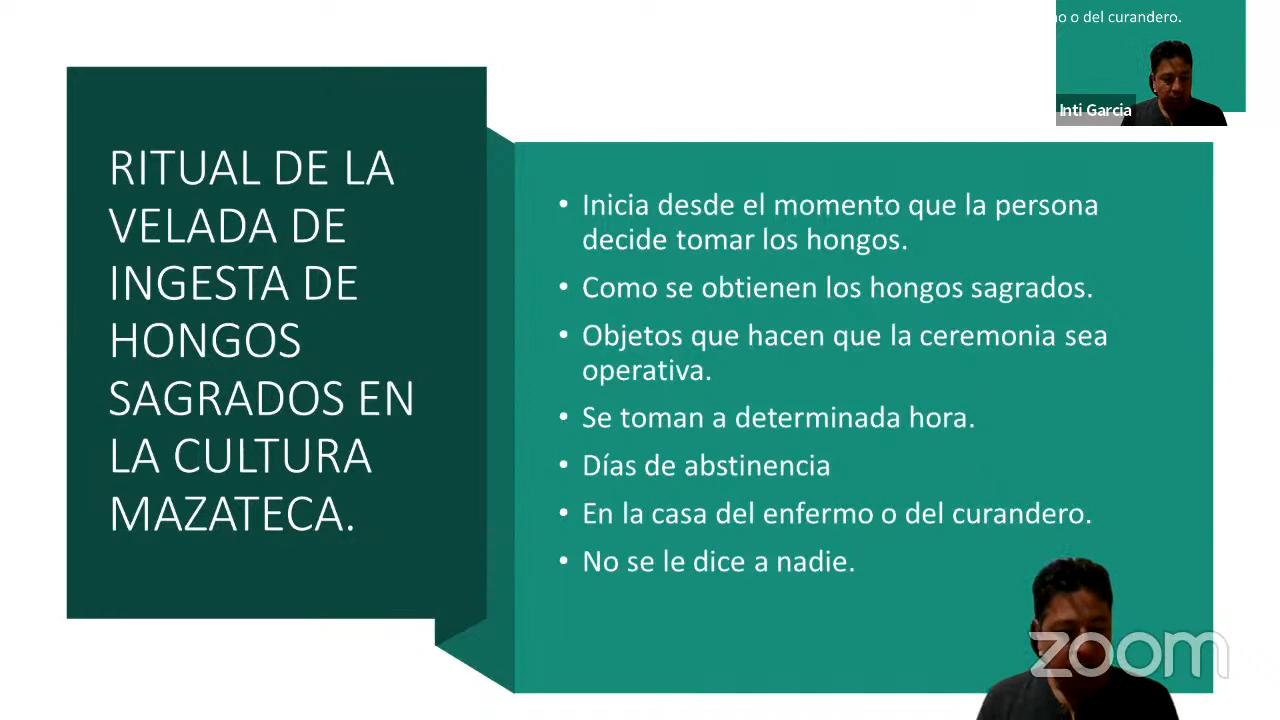 no o del curandero.
Inti Garcia
RITUAL DE LA
VELADA DE
INGESTA DE
HONGOS
SAGRADOS EN
LA CULTURA
MAZATECA.
• Inicia desde el momento que la persona
decide tomar los hongos.
• Como se obtienen los hongos sagrados.
• Objetos que hacen que la ceremonia sea
operativa.
• Se toman a determinada hora.
• Días de abstinencia
• En la casa del enfermo o del curandero.
• No se le dice a nadie.
zoom